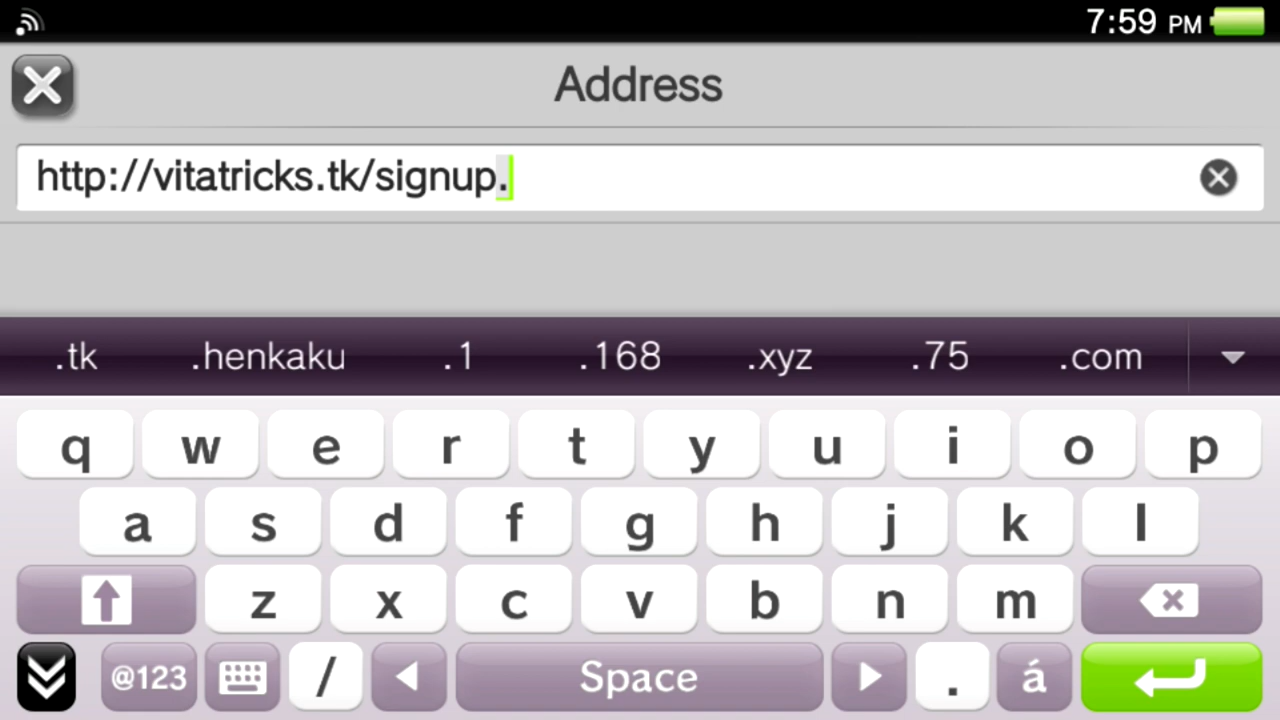 7:59 PM
Address
http://vitatricks.tk/signup.
.tk .henkaku .1 .168 .xyz .75 .com
q w e r t y u i o p
a s d f g h j k l
z x c v b n m
@123 / Space . á